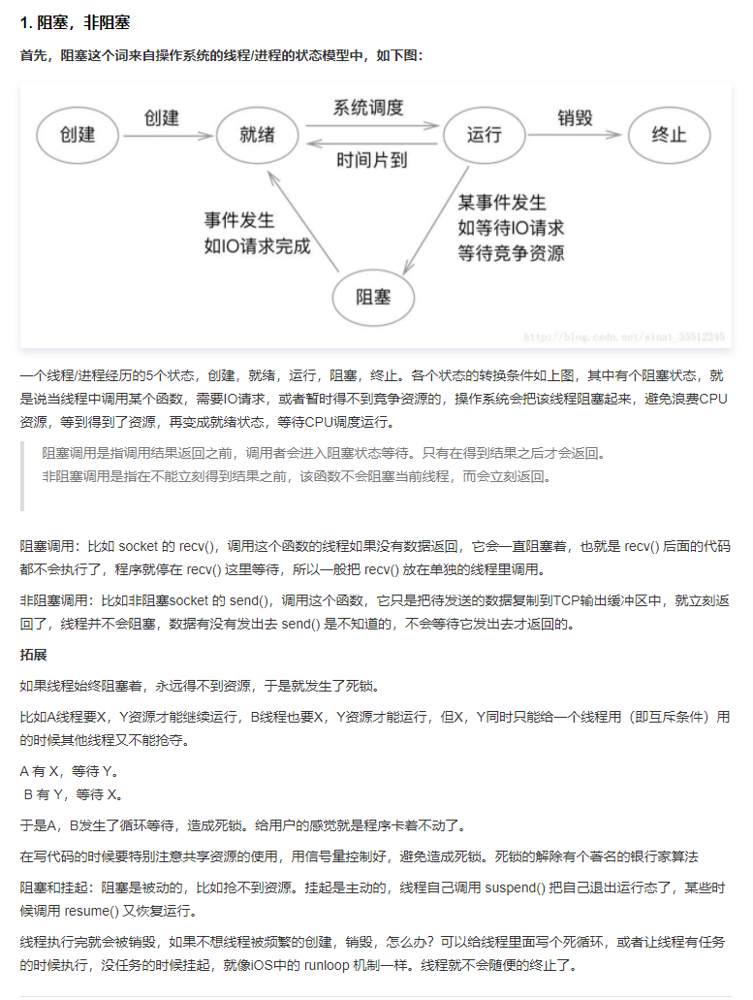 1. 阻塞，非阻塞
首先，阻塞这个词来自操作系统的线程/进程的状态模型中，如下图：
创建
创建
就绪
系统调度
时间片到
运行
销毁
终止
事件发生
如IO请求完成
某事件发生
如等待IO请求
等待竞争资源
阻塞
http://blog.csdn.net/sinat_35512245
一个线程/进程经历的5个状态，创建，就绪，运行，阻塞，终止。各个状态的转换条件如上图，其中有个阻塞状态，就
是说当线程中调用某个函数，需要IO请求，或者暂时得不到竞争资源的，操作系统会把该线程阻塞起来，避免浪费CPU
资源，等到得到了资源，再变成就绪状态，等待CPU调度运行。
阻塞调用是指调用结果返回之前，调用者会进入阻塞状态等待。只有在得到结果之后才会返回。
非阻塞调用是指在不能立刻得到结果之前，该函数不会阻塞当前线程，而会立刻返回。
阻塞调用：比如 socket 的 recv()，调用这个函数的线程如果没有数据返回，它会一直阻塞着，也就是 recv() 后面的代码
都不会执行了，程序就停在 recv() 这里等待，所以一般把 recv() 放在单独的线程里调用。
非阻塞调用：比如非阻塞socket 的 send()，调用这个函数，它只是把待发送的数据复制到TCP输出缓冲区中，就立刻返
回了，线程并不会阻塞，数据有没有发出去 send() 是不知道的，不会等待它发出去才返回的。
拓展
如果线程始终阻塞着，永远得不到资源，于是就发生了死锁。
比如A线程要X，Y资源才能继续运行，B线程也要X，Y资源才能运行，但X，Y同时只能给一个线程用（即互斥条件）用
的时候其他线程又不能抢夺。
A 有 X，等待 Y。
B 有 Y，等待 X。
于是A，B发生了循环等待，造成死锁。给用户的感觉就是程序卡着不动了。
在写代码的时候要特别注意共享资源的使用，用信号量控制好，避免造成死锁。死锁的解除有个著名的银行家算法
阻塞和挂起：阻塞是被动的，比如抢不到资源。挂起是主动的，线程自己调用 suspend() 把自己退出运行态了，某些时
候调用 resume() 又恢复运行。
线程执行完就会被销毁，如果不想线程被频繁的创建，销毁，怎么办？可以给线程里面写个死循环，或者让线程有任务
的时候执行，没任务的时候挂起，就像iOS中的 runloop 机制一样。线程就不会随便的终止了。